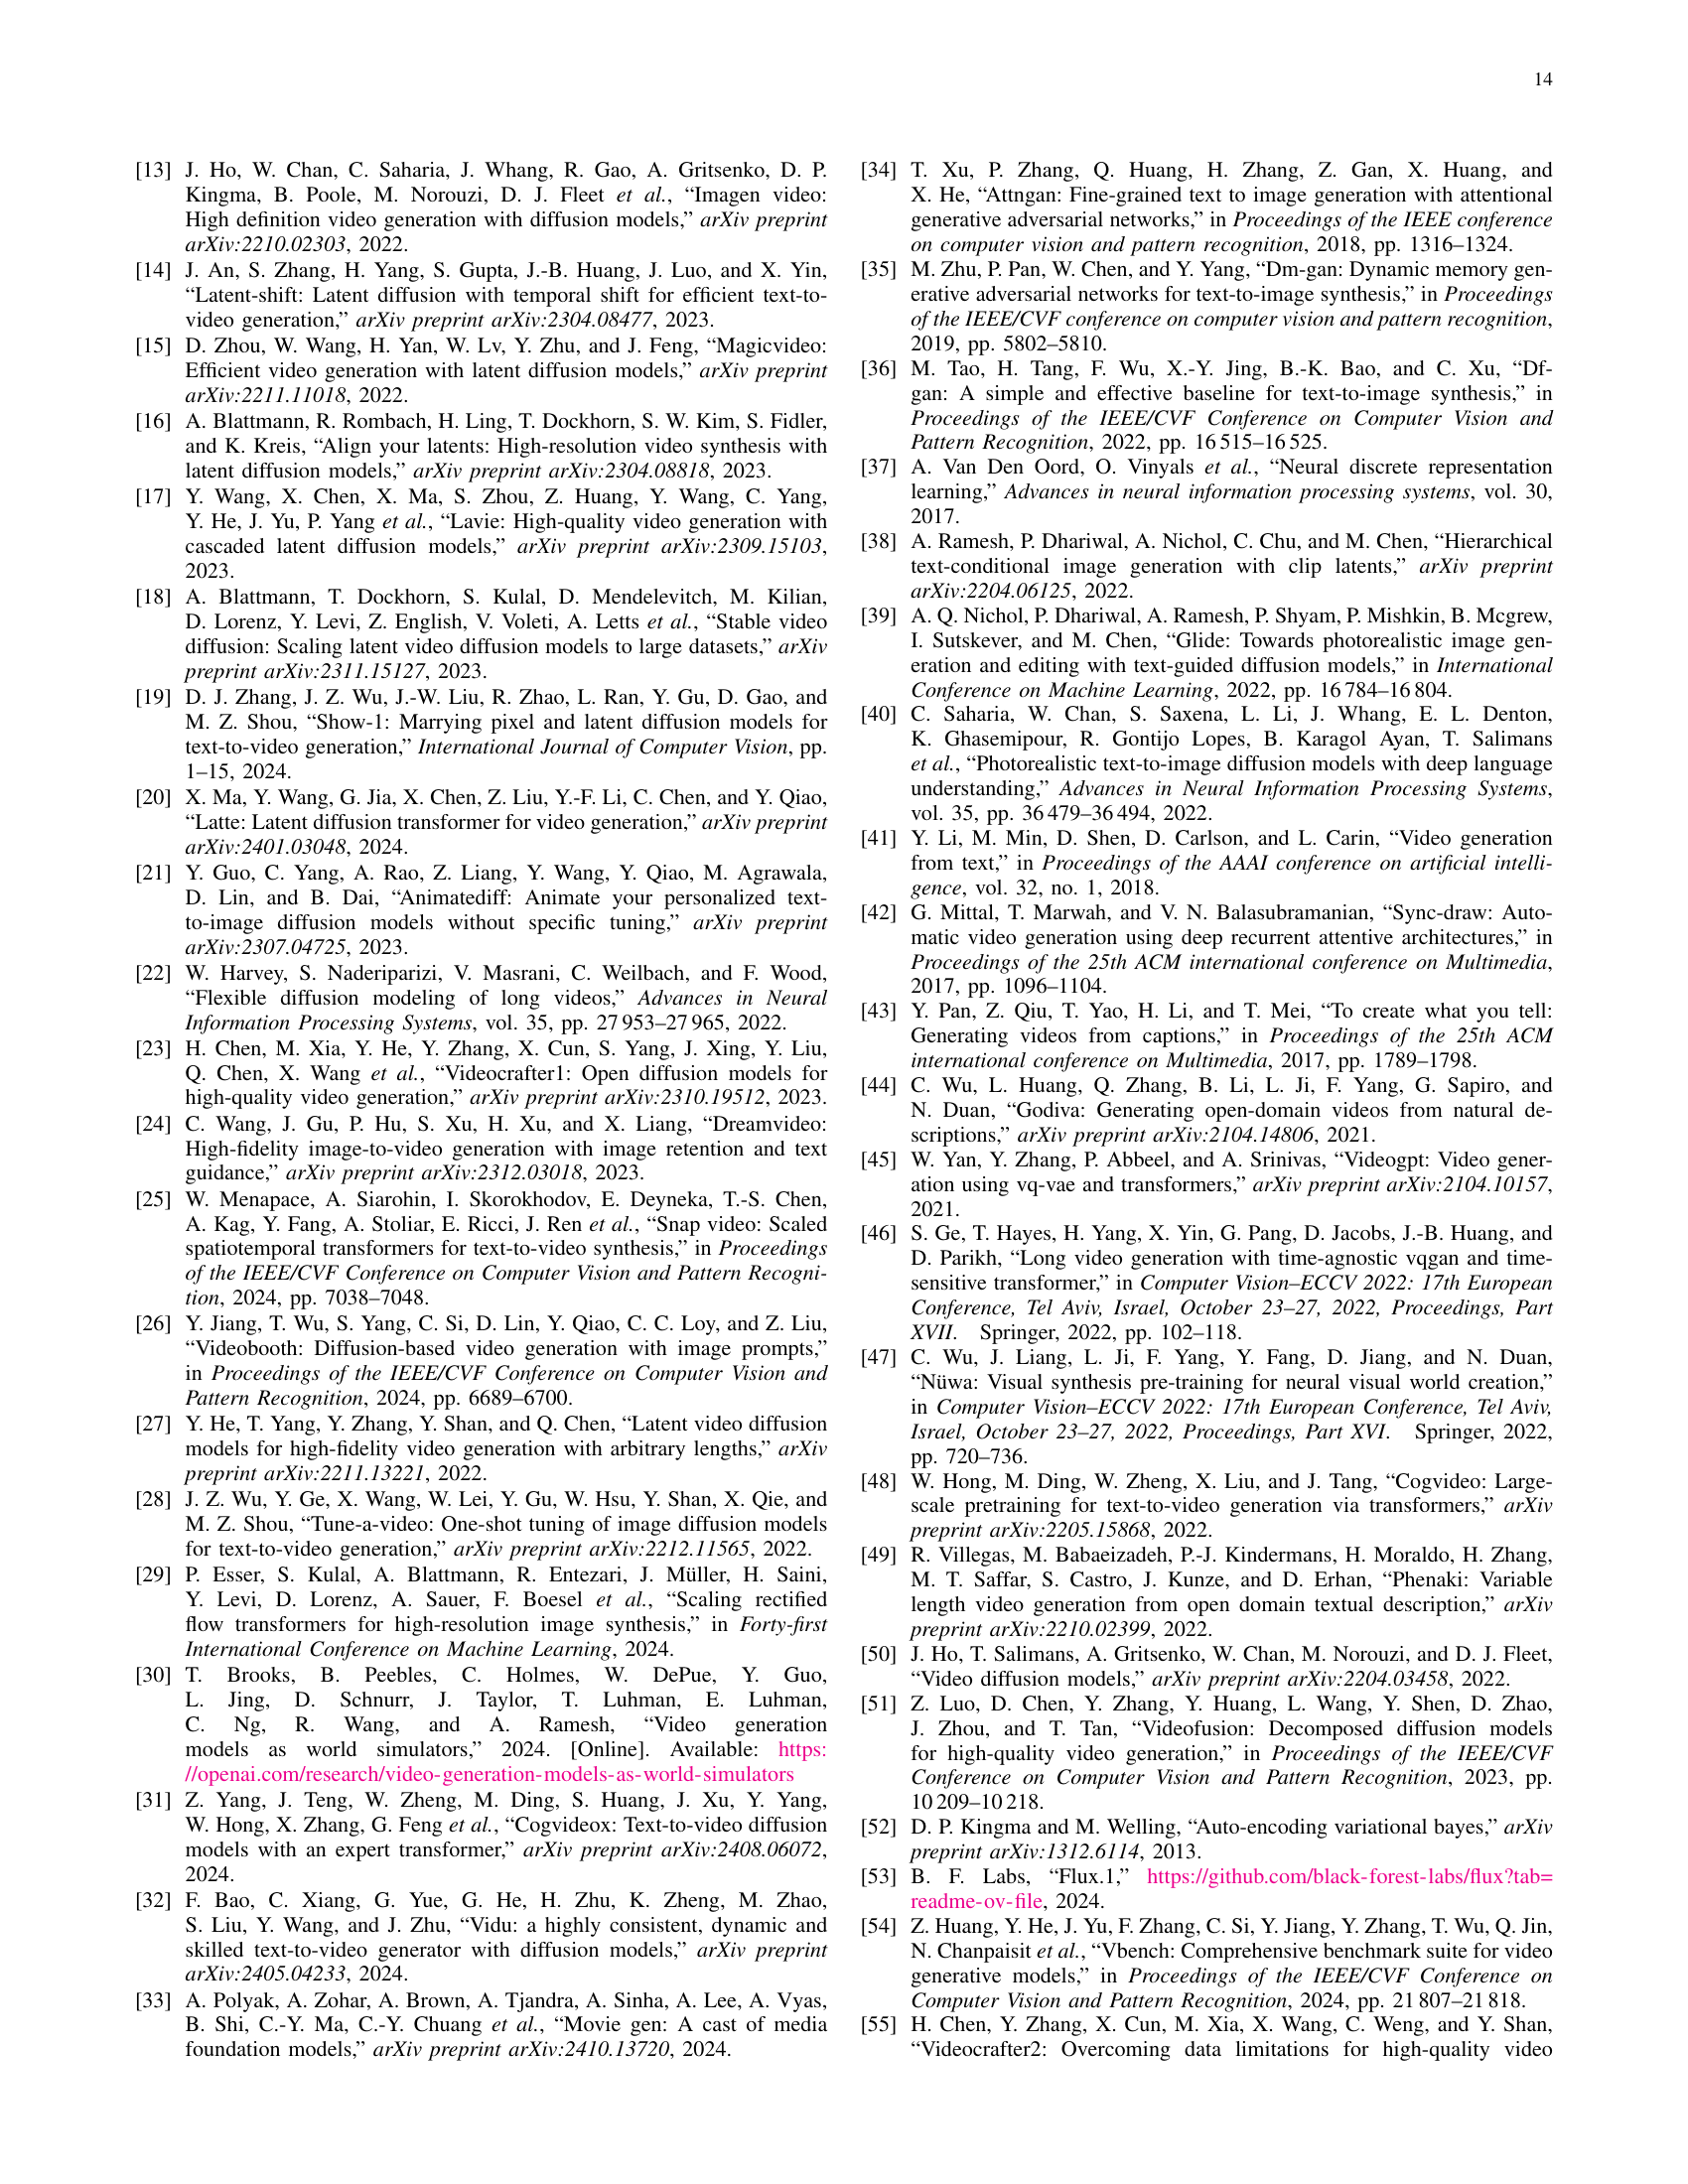 14
[13] J. Ho, W. Chan, C. Saharia, J. Whang, R. Gao, A. Gritsenko, D. P.
Kingma, B. Poole, M. Norouzi, D. J. Fleet et al., “Imagen video:
High definition video generation with diffusion models,” arXiv preprint
arXiv:2210.02303, 2022.
[14] J. An, S. Zhang, H. Yang, S. Gupta, J.-B. Huang, J. Luo, and X. Yin,
“Latent-shift: Latent diffusion with temporal shift for efficient text-to-
video generation,” arXiv preprint arXiv:2304.08477, 2023.
[15] D. Zhou, W. Wang, H. Yan, W. Lv, Y. Zhu, and J. Feng, “Magicvideo:
Efficient video generation with latent diffusion models,” arXiv preprint
arXiv:2211.11018, 2022.
[16] A. Blattmann, R. Rombach, H. Ling, T. Dockhorn, S. W. Kim, S. Fidler,
and K. Kreis, “Align your latents: High-resolution video synthesis with
latent diffusion models,” arXiv preprint arXiv:2304.08818, 2023.
[17] Y. Wang, X. Chen, X. Ma, S. Zhou, Z. Huang, Y. Wang, C. Yang,
Y. He, J. Yu, P. Yang et al., “Lavie: High-quality video generation with
cascaded latent diffusion models,” arXiv preprint arXiv:2309.15103,
2023.
[18] A. Blattmann, T. Dockhorn, S. Kulal, D. Mendelevitch, M. Kilian,
D. Lorenz, Y. Levi, Z. English, V. Voleti, A. Letts et al., “Stable video
diffusion: Scaling latent video diffusion models to large datasets,” arXiv
preprint arXiv:2311.15127, 2023.
[19] D. J. Zhang, J. Z. Wu, J.-W. Liu, R. Zhao, L. Ran, Y. Gu, D. Gao, and
M. Z. Shou, “Show-1: Marrying pixel and latent diffusion models for
text-to-video generation,” International Journal of Computer Vision, pp.
1–15, 2024.
[20] X. Ma, Y. Wang, G. Jia, X. Chen, Z. Liu, Y.-F. Li, C. Chen, and Y. Qiao,
“Latte: Latent diffusion transformer for video generation,” arXiv preprint
arXiv:2401.03048, 2024.
[21] Y. Guo, C. Yang, A. Rao, Z. Liang, Y. Wang, Y. Qiao, M. Agrawala,
D. Lin, and B. Dai, “Animatediff: Animate your personalized text-
to-image diffusion models without specific tuning,” arXiv preprint
arXiv:2307.04725, 2023.
[22] W. Harvey, S. Naderiparizi, V. Masrani, C. Weilbach, and F. Wood,
“Flexible diffusion modeling of long videos,” Advances in Neural
Information Processing Systems, vol. 35, pp. 27 953–27 965, 2022.
[23] H. Chen, M. Xia, Y. He, Y. Zhang, X. Cun, S. Yang, J. Xing, Y. Liu,
Q. Chen, X. Wang et al., “Videocrafter1: Open diffusion models for
high-quality video generation,” arXiv preprint arXiv:2310.19512, 2023.
[24] C. Wang, J. Gu, P. Hu, S. Xu, H. Xu, and X. Liang, “Dreamvideo:
High-fidelity image-to-video generation with image retention and text
guidance,” arXiv preprint arXiv:2312.03018, 2023.
[25] W. Menapace, A. Siarohin, I. Skorokhodov, E. Deyneka, T.-S. Chen,
A. Kag, Y. Fang, A. Stoliar, E. Ricci, J. Ren et al., “Snap video: Scaled
spatiotemporal transformers for text-to-video synthesis,” in Proceedings
of the IEEE/CVF Conference on Computer Vision and Pattern Recogni-
tion, 2024, pp. 7038–7048.
[26] Y. Jiang, T. Wu, S. Yang, C. Si, D. Lin, Y. Qiao, C. C. Loy, and Z. Liu,
“Videobooth: Diffusion-based video generation with image prompts,”
in Proceedings of the IEEE/CVF Conference on Computer Vision and
Pattern Recognition, 2024, pp. 6689–6700.
[27] Y. He, T. Yang, Y. Zhang, Y. Shan, and Q. Chen, “Latent video diffusion
models for high-fidelity video generation with arbitrary lengths,” arXiv
preprint arXiv:2211.13221, 2022.
[28] J. Z. Wu, Y. Ge, X. Wang, W. Lei, Y. Gu, W. Hsu, Y. Shan, X. Qie, and
M. Z. Shou, “Tune-a-video: One-shot tuning of image diffusion models
for text-to-video generation,” arXiv preprint arXiv:2212.11565, 2022.
[29] P. Esser, S. Kulal, A. Blattmann, R. Entezari, J. Müller, H. Saini,
Y. Levi, D. Lorenz, A. Sauer, F. Boesel et al., “Scaling rectified
flow transformers for high-resolution image synthesis,” in Forty-first
International Conference on Machine Learning, 2024.
[30] T. Brooks, B. Peebles, C. Holmes, W. DePue, Y. Guo,
L. Jing, D. Schnurr, J. Taylor, T. Luhman, E. Luhman,
C. Ng, R. Wang, and A. Ramesh, “Video generation
models as world simulators,” 2024. [Online]. Available: https:
//openai.com/research/video-generation-models-as-world-simulators
[31] Z. Yang, J. Teng, W. Zheng, M. Ding, S. Huang, J. Xu, Y. Yang,
W. Hong, X. Zhang, G. Feng et al., “Cogvideox: Text-to-video diffusion
models with an expert transformer,” arXiv preprint arXiv:2408.06072,
2024.
[32] F. Bao, C. Xiang, G. Yue, G. He, H. Zhu, K. Zheng, M. Zhao,
S. Liu, Y. Wang, and J. Zhu, “Vidu: a highly consistent, dynamic and
skilled text-to-video generator with diffusion models,” arXiv preprint
arXiv:2405.04233, 2024.
[33] A. Polyak, A. Zohar, A. Brown, A. Tjandra, A. Sinha, A. Lee, A. Vyas,
B. Shi, C.-Y. Ma, C.-Y. Chuang et al., “Movie gen: A cast of media
foundation models,” arXiv preprint arXiv:2410.13720, 2024.
[34] T. Xu, P. Zhang, Q. Huang, H. Zhang, Z. Gan, X. Huang, and
X. He, “Attngan: Fine-grained text to image generation with attentional
generative adversarial networks,” in Proceedings of the IEEE conference
on computer vision and pattern recognition, 2018, pp. 1316–1324.
[35] M. Zhu, P. Pan, W. Chen, and Y. Yang, “Dm-gan: Dynamic memory gen-
erative adversarial networks for text-to-image synthesis,” in Proceedings
of the IEEE/CVF conference on computer vision and pattern recognition,
2019, pp. 5802–5810.
[36] M. Tao, H. Tang, F. Wu, X.-Y. Jing, B.-K. Bao, and C. Xu, “Df-
gan: A simple and effective baseline for text-to-image synthesis,” in
Proceedings of the IEEE/CVF Conference on Computer Vision and
Pattern Recognition, 2022, pp. 16 515–16 525.
[37] A. Van Den Oord, O. Vinyals et al., “Neural discrete representation
learning,” Advances in neural information processing systems, vol. 30,
2017.
[38] A. Ramesh, P. Dhariwal, A. Nichol, C. Chu, and M. Chen, “Hierarchical
text-conditional image generation with clip latents,” arXiv preprint
arXiv:2204.06125, 2022.
[39] A. Q. Nichol, P. Dhariwal, A. Ramesh, P. Shyam, P. Mishkin, B. Mcgrew,
I. Sutskever, and M. Chen, “Glide: Towards photorealistic image gen-
eration and editing with text-guided diffusion models,” in International
Conference on Machine Learning, 2022, pp. 16 784–16 804.
[40] C. Saharia, W. Chan, S. Saxena, L. Li, J. Whang, E. L. Denton,
K. Ghasemipour, R. Gontijo Lopes, B. Karagol Ayan, T. Salimans
et al., “Photorealistic text-to-image diffusion models with deep language
understanding,” Advances in Neural Information Processing Systems,
vol. 35, pp. 36 479–36 494, 2022.
[41] Y. Li, M. Min, D. Shen, D. Carlson, and L. Carin, “Video generation
from text,” in Proceedings of the AAAI conference on artificial intelli-
gence, vol. 32, no. 1, 2018.
[42] G. Mittal, T. Marwah, and V. N. Balasubramanian, “Sync-draw: Auto-
matic video generation using deep recurrent attentive architectures,” in
Proceedings of the 25th ACM international conference on Multimedia,
2017, pp. 1096–1104.
[43] Y. Pan, Z. Qiu, T. Yao, H. Li, and T. Mei, “To create what you tell:
Generating videos from captions,” in Proceedings of the 25th ACM
international conference on Multimedia, 2017, pp. 1789–1798.
[44] C. Wu, L. Huang, Q. Zhang, B. Li, L. Ji, F. Yang, G. Sapiro, and
N. Duan, “Godiva: Generating open-domain videos from natural de-
scriptions,” arXiv preprint arXiv:2104.14806, 2021.
[45] W. Yan, Y. Zhang, P. Abbeel, and A. Srinivas, “Videogpt: Video gener-
ation using vq-vae and transformers,” arXiv preprint arXiv:2104.10157,
2021.
[46] S. Ge, T. Hayes, H. Yang, X. Yin, G. Pang, D. Jacobs, J.-B. Huang, and
D. Parikh, “Long video generation with time-agnostic vqgan and time-
sensitive transformer,” in Computer Vision–ECCV 2022: 17th European
Conference, Tel Aviv, Israel, October 23–27, 2022, Proceedings, Part
XVII. Springer, 2022, pp. 102–118.
[47] C. Wu, J. Liang, L. Ji, F. Yang, Y. Fang, D. Jiang, and N. Duan,
“Nüwa: Visual synthesis pre-training for neural visual world creation,”
in Computer Vision–ECCV 2022: 17th European Conference, Tel Aviv,
Israel, October 23–27, 2022, Proceedings, Part XVI. Springer, 2022,
pp. 720–736.
[48] W. Hong, M. Ding, W. Zheng, X. Liu, and J. Tang, “Cogvideo: Large-
scale pretraining for text-to-video generation via transformers,” arXiv
preprint arXiv:2205.15868, 2022.
[49] R. Villegas, M. Babaeizadeh, P.-J. Kindermans, H. Moraldo, H. Zhang,
M. T. Saffar, S. Castro, J. Kunze, and D. Erhan, “Phenaki: Variable
length video generation from open domain textual description,” arXiv
preprint arXiv:2210.02399, 2022.
[50] J. Ho, T. Salimans, A. Gritsenko, W. Chan, M. Norouzi, and D. J. Fleet,
“Video diffusion models,” arXiv preprint arXiv:2204.03458, 2022.
[51] Z. Luo, D. Chen, Y. Zhang, Y. Huang, L. Wang, Y. Shen, D. Zhao,
J. Zhou, and T. Tan, “Videofusion: Decomposed diffusion models
for high-quality video generation,” in Proceedings of the IEEE/CVF
Conference on Computer Vision and Pattern Recognition, 2023, pp.
10 209–10 218.
[52] D. P. Kingma and M. Welling, “Auto-encoding variational bayes,” arXiv
preprint arXiv:1312.6114, 2013.
[53] B. F. Labs, “Flux.1,” https://github.com/black-forest-labs/flux?tab=
readme-ov-file, 2024.
[54] Z. Huang, Y. He, J. Yu, F. Zhang, C. Si, Y. Jiang, Y. Zhang, T. Wu, Q. Jin,
N. Chanpaisit et al., “Vbench: Comprehensive benchmark suite for video
generative models,” in Proceedings of the IEEE/CVF Conference on
Computer Vision and Pattern Recognition, 2024, pp. 21 807–21 818.
[55] H. Chen, Y. Zhang, X. Cun, M. Xia, X. Wang, C. Weng, and Y. Shan,
“Videocrafter2: Overcoming data limitations for high-quality video